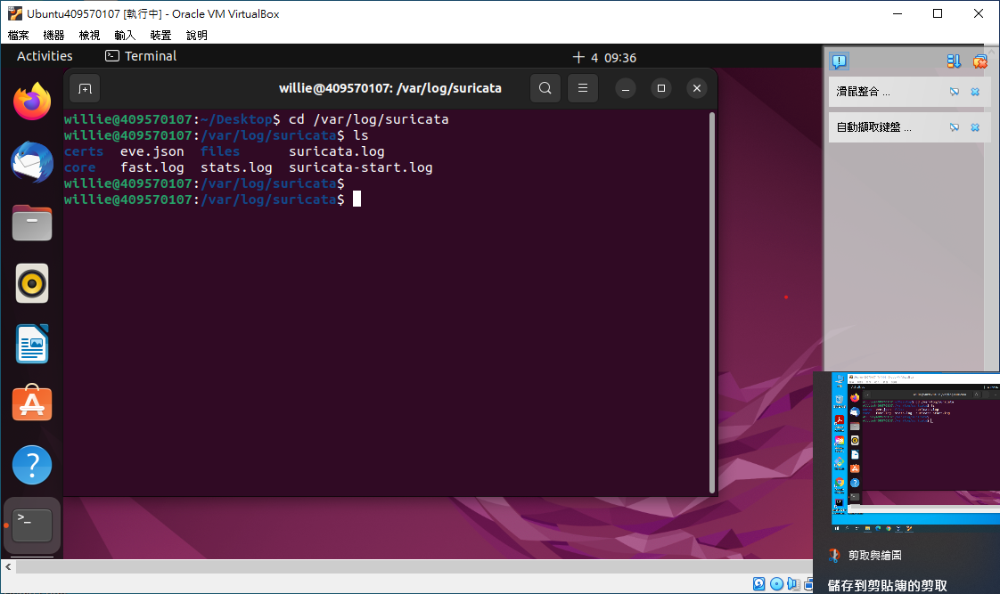 Ubuntu409570107 [執行中] - Oracle VM VirtualBox
檔案 機器 檢視 輸入 裝置 說明
Activities Terminal 十 4 09:36
willie@409570107: /var/log/suricata
willie@409570107:~/Desktop$ cd /var/log/suricata
willie@409570107:/var/log/suricata$ ls
certs eve.json files suricata.log
core fast.log stats.log suricata-start.log
willie@409570107:/var/log/suricata$
willie@409570107:/var/log/suricata$
滑鼠整合 ...
自動擷取鍵盤 ...
剪取與繪圖
儲存到剪貼簿的剪取